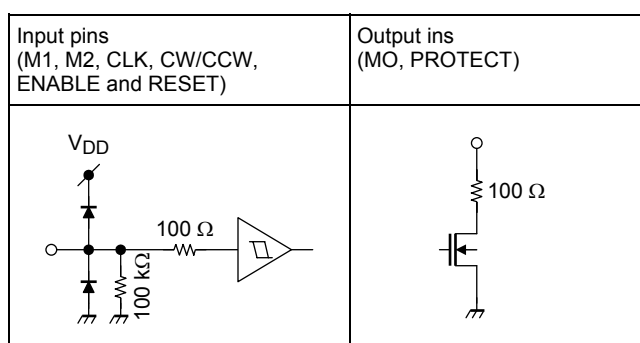 Input pins
(M1, M2, CLK, CW/CCW,
ENABLE and RESET)
Output ins
(MO, PROTECT)
VDD
100 Ω
100 kΩ
100 Ω